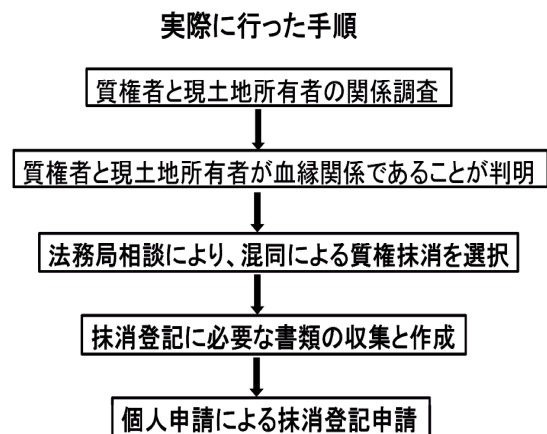 実際に行った手順
質権者と現土地所有者の関係調査
質権者と現土地所有者が血縁関係であることが判明
法務局相談により、混同による質権抹消を選択
抹消登記に必要な書類の収集と作成
個人申請による抹消登記申請